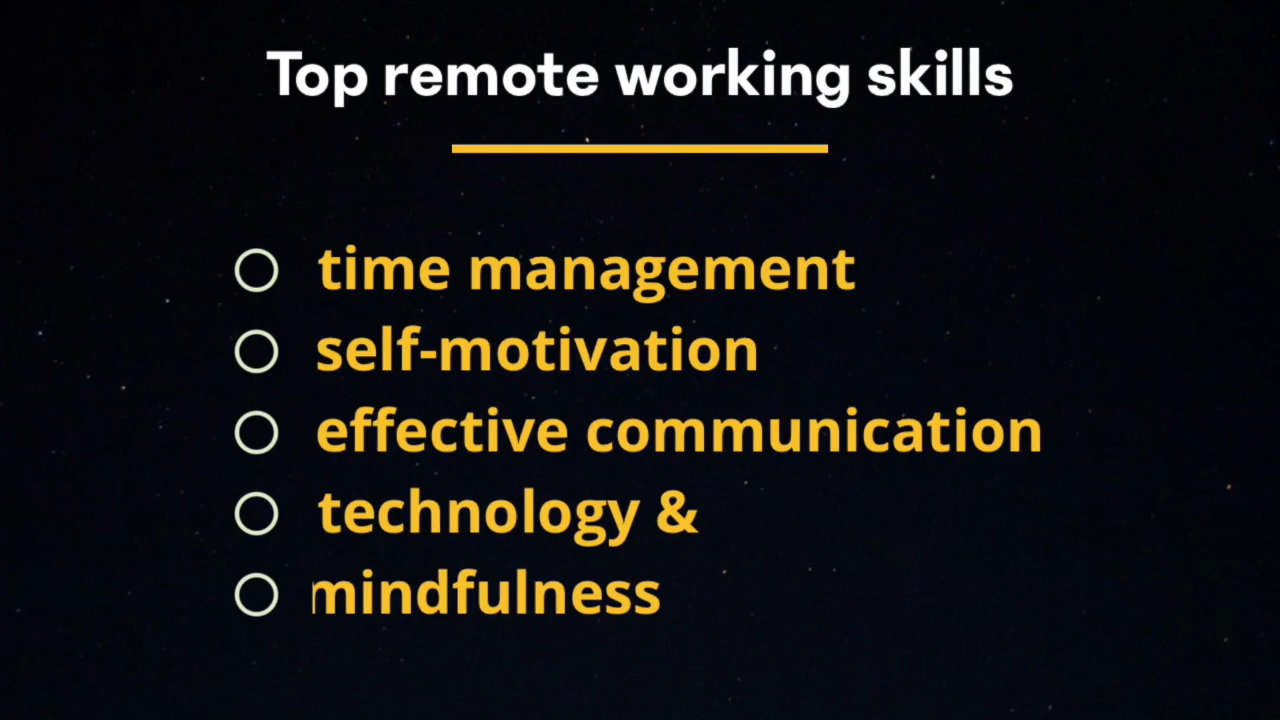 Top remote working skills
time management
self-motivation
effective communication
technology &
mindfulness